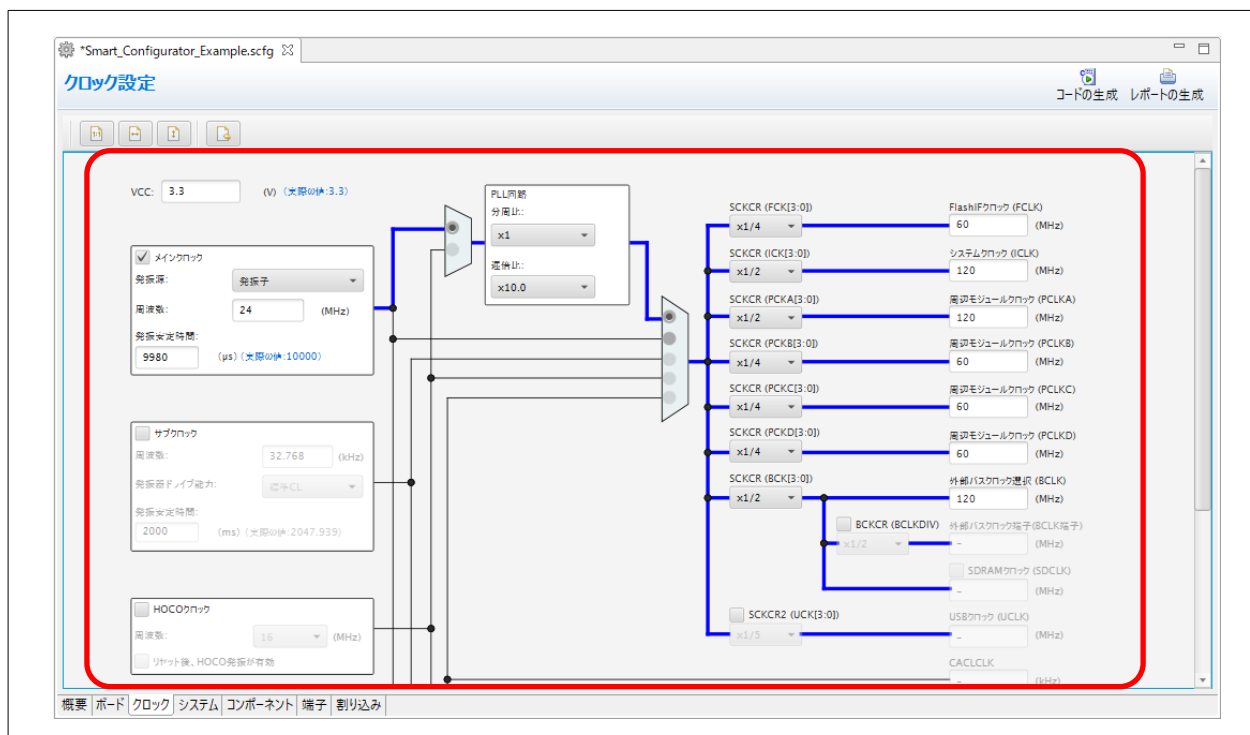 *Smart_Configurator_Example.scfg
クロック設定
コードの生成 レポートの生成
VCC: 3.3 (V) (実際の値:3.3)
メインクロック
発振源: 発振子
周波数: 24 (MHz)
発振安定時間:
9980 (μs) (実際の値:10000)
サブクロック
周波数: 32.768 (kHz)
発振器ドライブ能力: 標準CL
発振安定時間:
2000 (ms) (実際の値:2047.939)
HOCOクロック
周波数: 16 (MHz)
リセット後、HOCO発振が有効
PLL回路
分周比:
x1
逓倍比:
x10.0
SCKCR (FCK[3:0]) FlashIFクロック (FCLK)
x1/4 60 (MHz)
SCKCR (ICK[3:0]) システムクロック (ICLK)
x1/2 120 (MHz)
SCKCR (PCKA[3:0]) 周辺モジュールクロック (PCLKA)
x1/2 120 (MHz)
SCKCR (PCKB[3:0]) 周辺モジュールクロック (PCLKB)
x1/4 60 (MHz)
SCKCR (PCKC[3:0]) 周辺モジュールクロック (PCLKC)
x1/4 60 (MHz)
SCKCR (PCKD[3:0]) 周辺モジュールクロック (PCLKD)
x1/4 60 (MHz)
SCKCR (BCK[3:0]) 外部バスクロック選択 (BCLK)
x1/2 120 (MHz)
BCKCR (BCLKDIV) 外部バスクロック端子(BCLK端子)
x1/2 - (MHz)
SDRAMクロック (SDCLK)
- (MHz)
SCKCR2 (UCK[3:0]) USBクロック (UCLK)
x1/5 - (MHz)
CACLCLK
- (kHz)
概要 ボード クロック システム コンポーネント 端子 割り込み